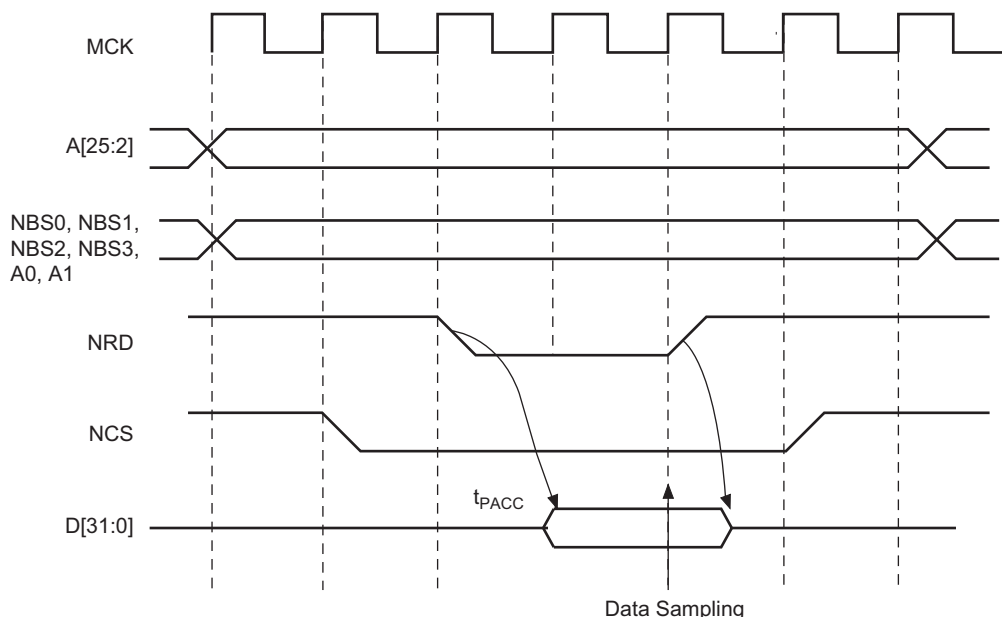 MCK
A[25:2]
NBS0, NBS1,
NBS2, NBS3,
A0, A1
NRD
NCS
tPACC
D[31:0]
Data Sampling